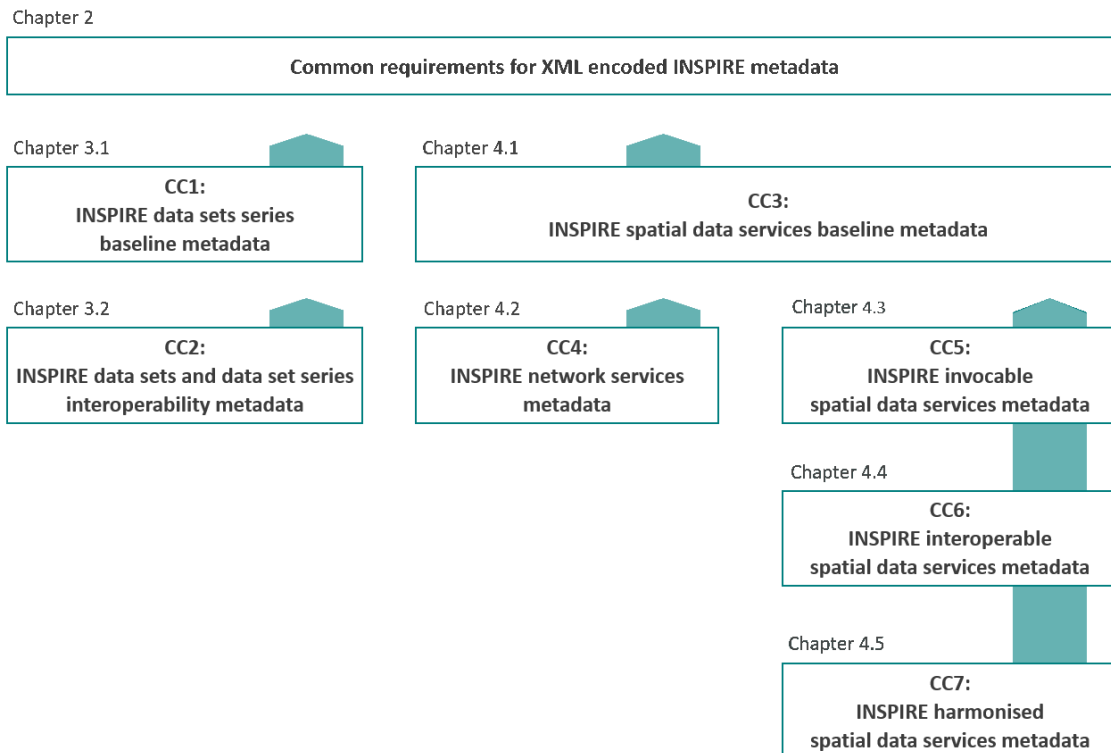 Chapter 2
Common requirements for XML encoded INSPIRE metadata
Chapter 3.1
CC1:
INSPIRE data sets series
baseline metadata
Chapter 4.1
CC3:
INSPIRE spatial data services baseline metadata
Chapter 3.2
CC2:
INSPIRE data sets and data set series
interoperability metadata
Chapter 4.2
CC4:
INSPIRE network services
metadata
Chapter 4.3
CC5:
INSPIRE invocable
spatial data services metadata
Chapter 4.4
CC6:
INSPIRE interoperable
spatial data services metadata
Chapter 4.5
CC7:
INSPIRE harmonised
spatial data services metadata